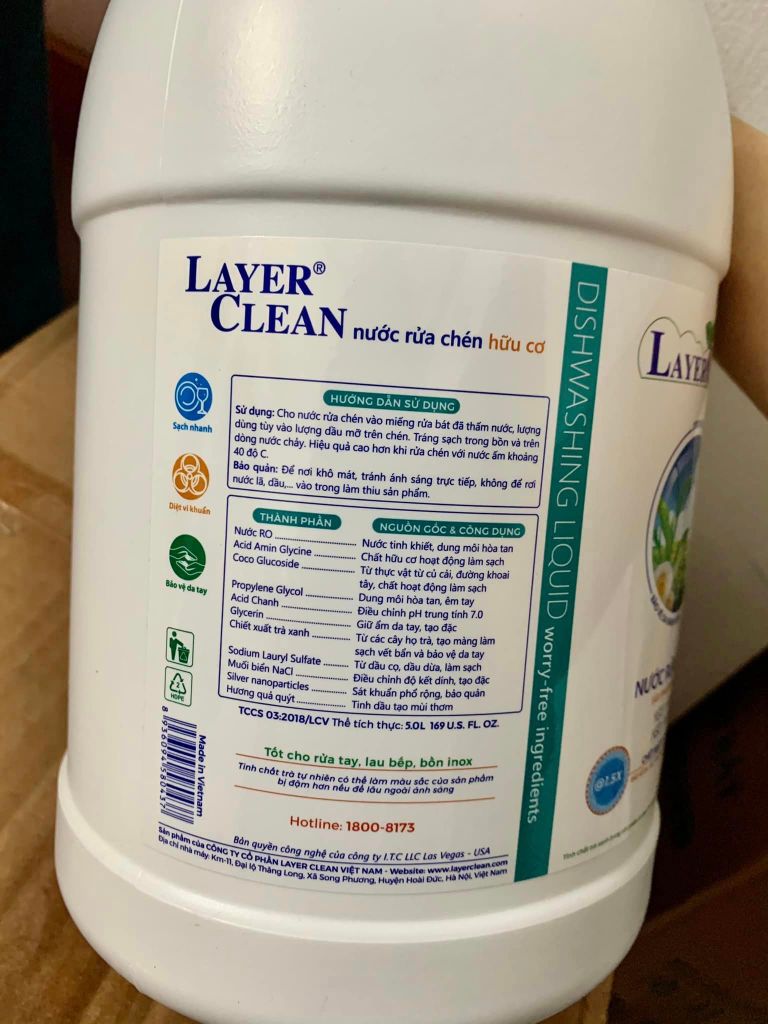 LAYER®
CLEAN nước rửa chén hữu cơ
Sạch nhanh
Diệt vi khuẩn
Bảo vệ da tay
HƯỚNG DẪN SỬ DỤNG
Sử dụng: Cho nước rửa chén vào miếng rửa bát đã thấm nước, lượng
dùng tùy vào lượng dầu mỡ trên chén. Tráng sạch trong bồn và trên
dòng nước chảy. Hiệu quả cao hơn khi rửa chén với nước ấm khoảng
40 độ C.
Bảo quản: Để nơi khô mát, tránh ánh sáng trực tiếp, không để rơi
nước lã, dầu,... vào trong làm thiu sản phẩm.
THÀNH PHẦN NGUỒN GỐC & CÔNG DỤNG
Nước RO .......... Nước tinh khiết, dung môi hòa tan
Acid Amin Glycine .......... Chất hữu cơ hoạt động làm sạch
Coco Glucoside .......... Từ thực vật từ củ cải, đường khoai
tây, chất hoạt động làm sạch
Propylene Glycol .......... Dung môi hòa tan, êm tay
Acid Chanh .......... Điều chỉnh pH trung tính 7.0
Glycerin .......... Giữ ẩm da tay, tạo đặc
Chiết xuất trà xanh .......... Từ các cây họ trà, tạo màng làm
sạch vết bẩn và bảo vệ da tay
Sodium Lauryl Sulfate .......... Từ dầu cọ, dầu dừa, làm sạch
Muối biển NaCl .......... Điều chỉnh độ kết dính, tạo đặc
Silver nanoparticles .......... Sát khuẩn phổ rộng, bảo quản
Hương quả quýt .......... Tinh dầu tạo mùi thơm
TCCS 03:2018/LCV Thể tích thực: 5.0L 169 U.S. FL. OZ.
2
HDPE
8936094580437
Made in Vietnam
Tốt cho rửa tay, lau bếp, bồn inox
Tinh chất trà tự nhiên có thể làm màu sắc của sản phẩm
bị đậm hơn nếu để lâu ngoài ánh sáng
Hotline: 1800-8173
Bản quyền công nghệ của công ty I.T.C LLC Las Vegas - USA
Sản phẩm của CÔNG TY CỔ PHẦN LAYER CLEAN VIỆT NAM - Website: www.layerclean.com
Địa chỉ nhà máy: Km-11, Đại lộ Thăng Long, Xã Song Phương, Huyện Hoài Đức, Hà Nội, Việt Nam
DISHWASHING LIQUID worry-free ingredients
LAYER
NƯỚC
@1.5X